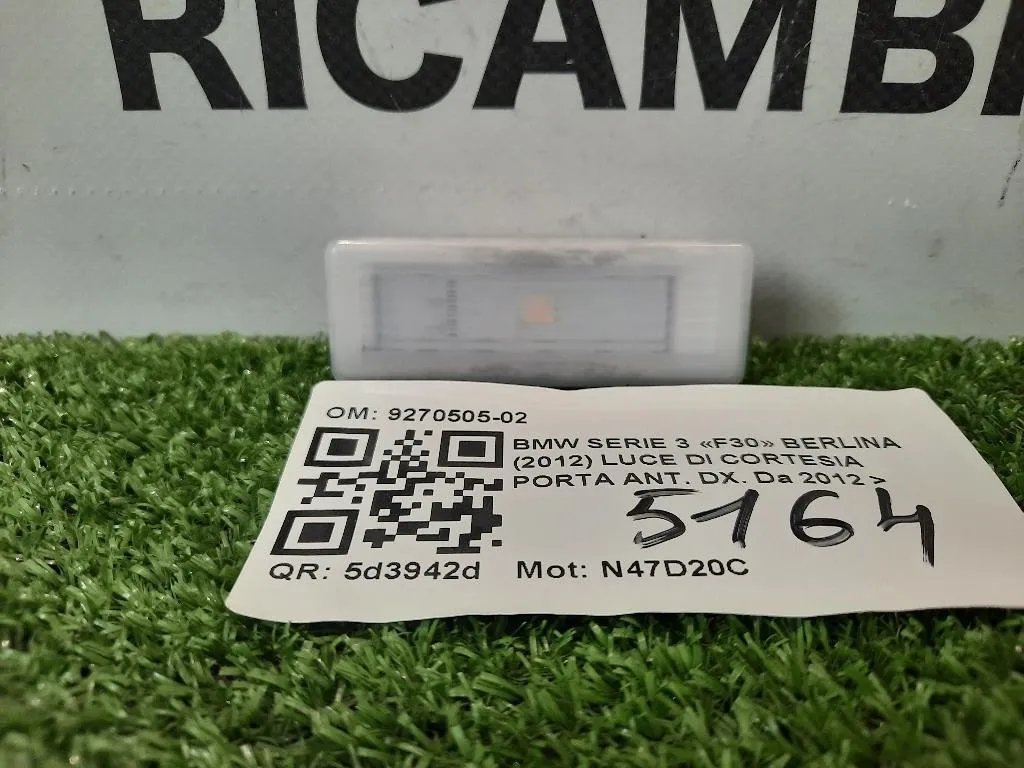 RICAMBI
OM: 9270505-02
BMW SERIE 3 «F30» BERLINA
(2012) LUCE DI CORTESIA
PORTA ANT. DX. Da 2012 >
5164
QR: 5d3942d Mot: N47D20C